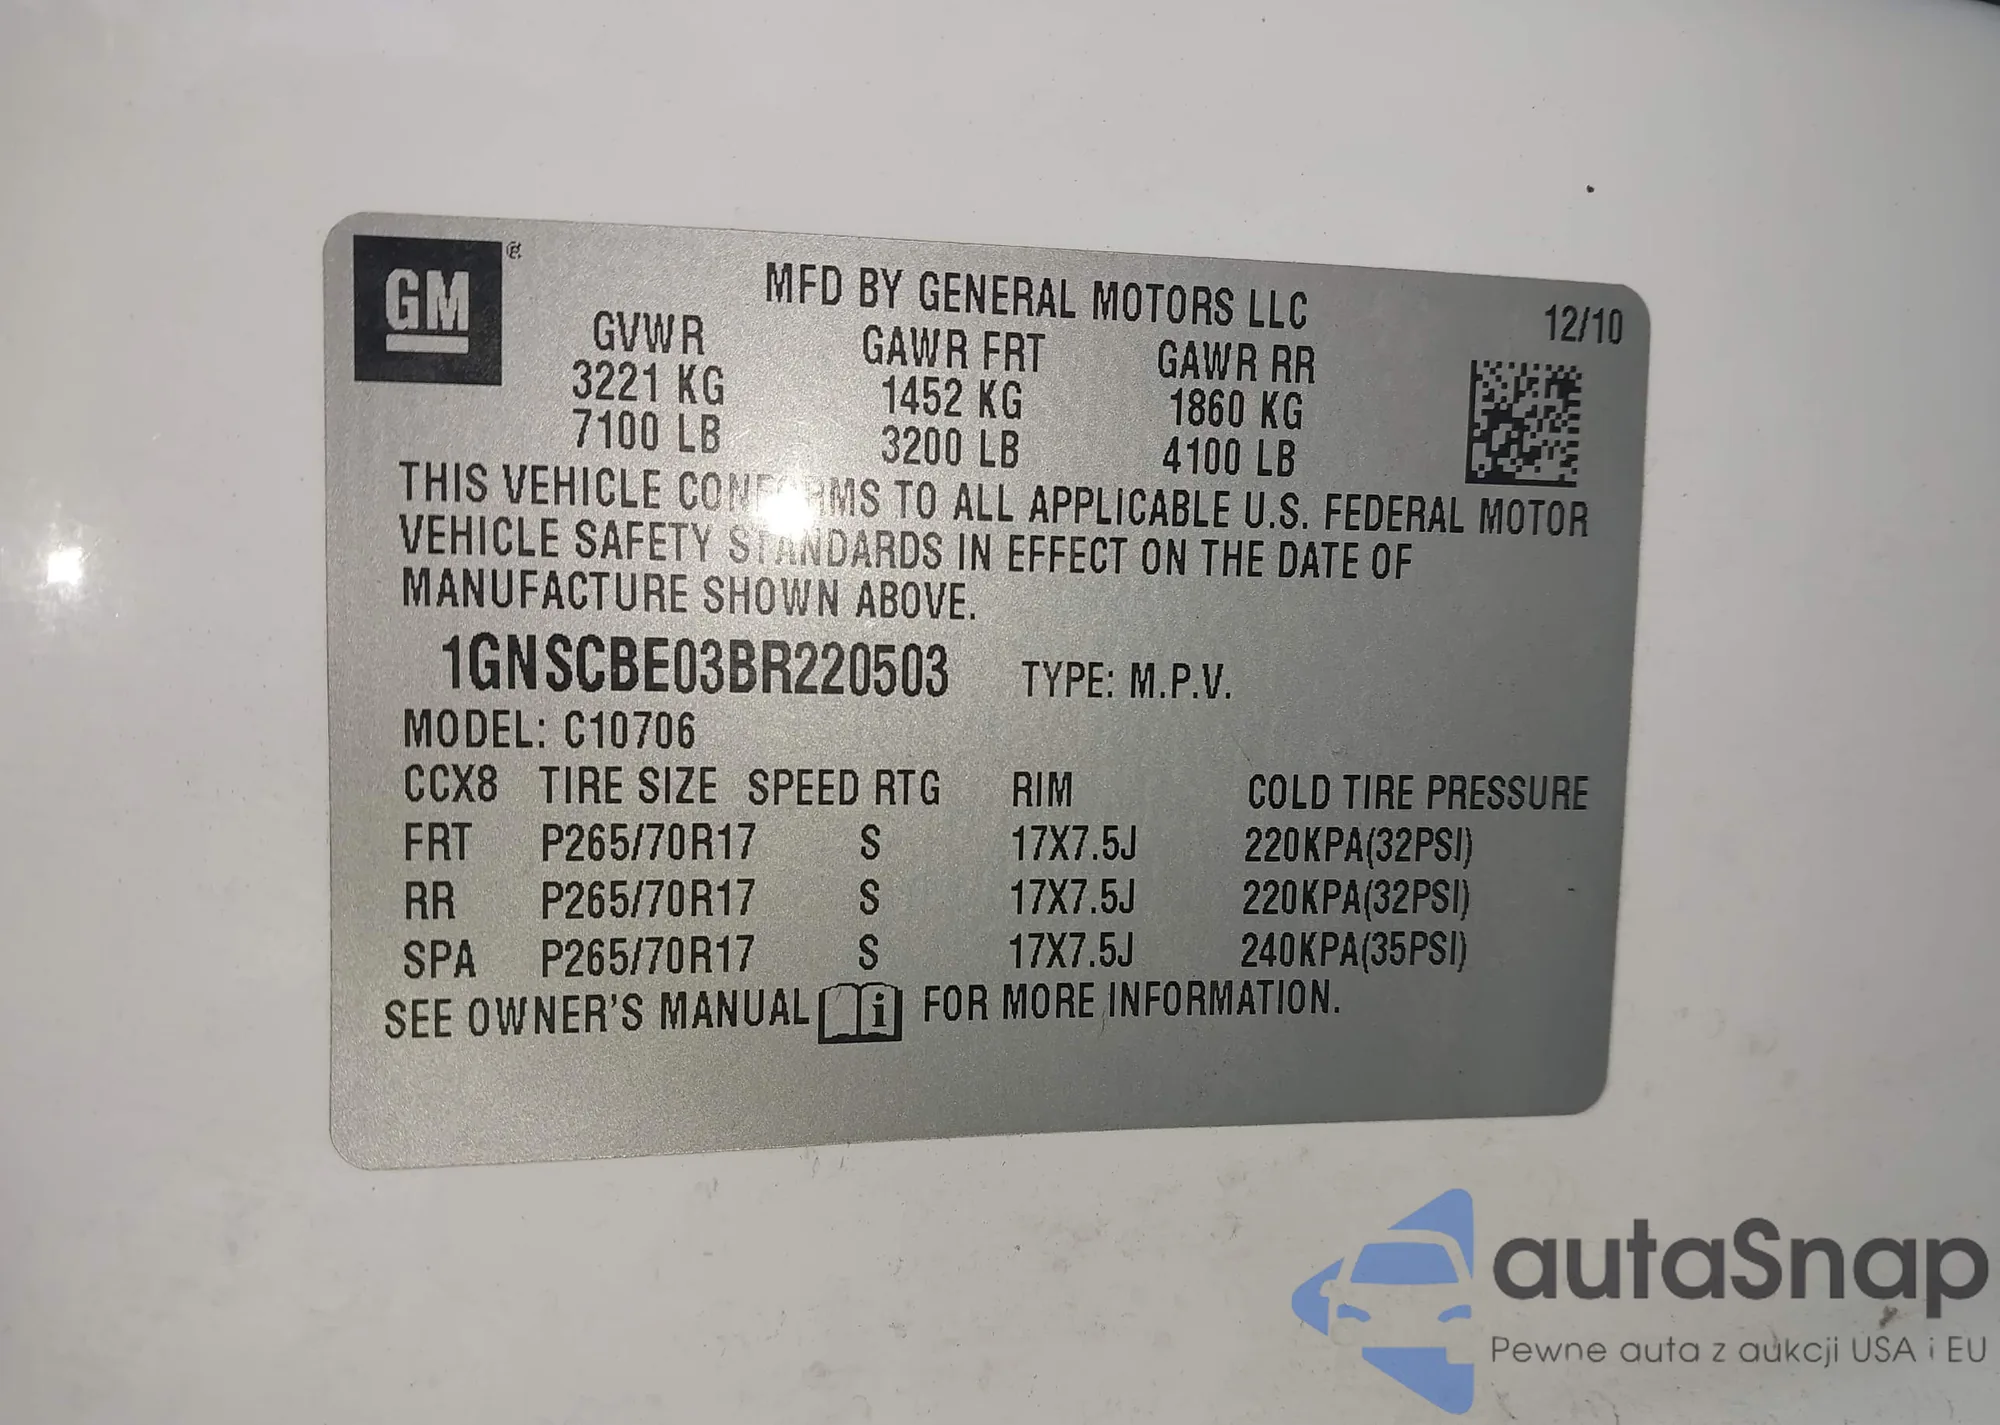 GM®
MFD BY GENERAL MOTORS LLC
12/10
GVWR GAWR FRT GAWR RR
3221 KG 1452 KG 1860 KG
7100 LB 3200 LB 4100 LB
THIS VEHICLE CONFORMS TO ALL APPLICABLE U.S. FEDERAL MOTOR
VEHICLE SAFETY STANDARDS IN EFFECT ON THE DATE OF
MANUFACTURE SHOWN ABOVE.
1GNSCBE03BR220503 TYPE: M.P.V.
MODEL: C10706
CCX8 TIRE SIZE SPEED RTG RIM COLD TIRE PRESSURE
FRT P265/70R17 S 17X7.5J 220KPA(32PSI)
RR P265/70R17 S 17X7.5J 220KPA(32PSI)
SPA P265/70R17 S 17X7.5J 240KPA(35PSI)
SEE OWNER'S MANUAL i FOR MORE INFORMATION.
autaSnap
Pewne auta z aukcji USA i EU